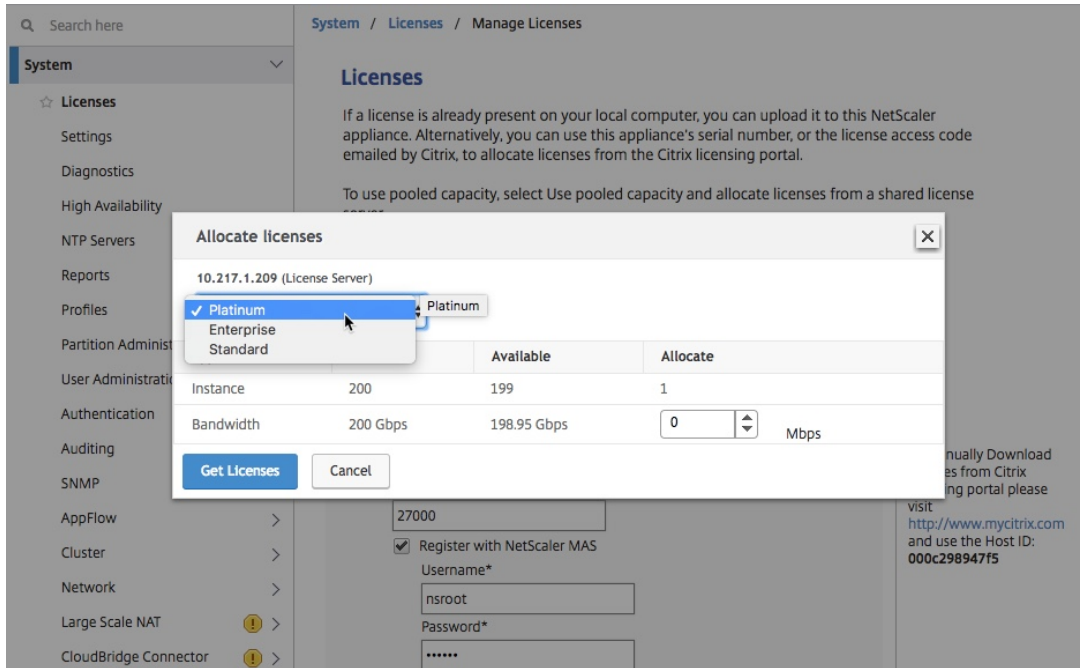 Search here
System / Licenses / Manage Licenses
System
Licenses
Licenses
If a license is already present on your local computer, you can upload it to this NetScaler
Settings
appliance. Alternatively, you can use this appliance's serial number, or the license access code
emailed by Citrix, to allocate licenses from the Citrix licensing portal.
Diagnostics
To use pooled capacity, select Use pooled capacity and allocate licenses from a shared license
High Availability
Allocate licenses
NTP Servers
Reports
10.217.1.209 (License Server)
Profiles
Platinum
Platinum
Enterprise
Standard
Partition Administ
Available
Allocate
User Administratio
Instance
200
199
1
Authentication
Bandwidth
200 Gbps
198.95 Gbps
0
Mbps
Auditing
nually Download
Get Licenses
Cancel
es from Citrix
SNMP
ng portal please
visit
AppFlow
27000
http://www.mycitrix.com
and use the Host ID:
000c298947f5
Cluster
Register with NetScaler MAS
Username*
Network
nsroot
Large Scale NAT
Password*
CloudBridge Connector
••••••